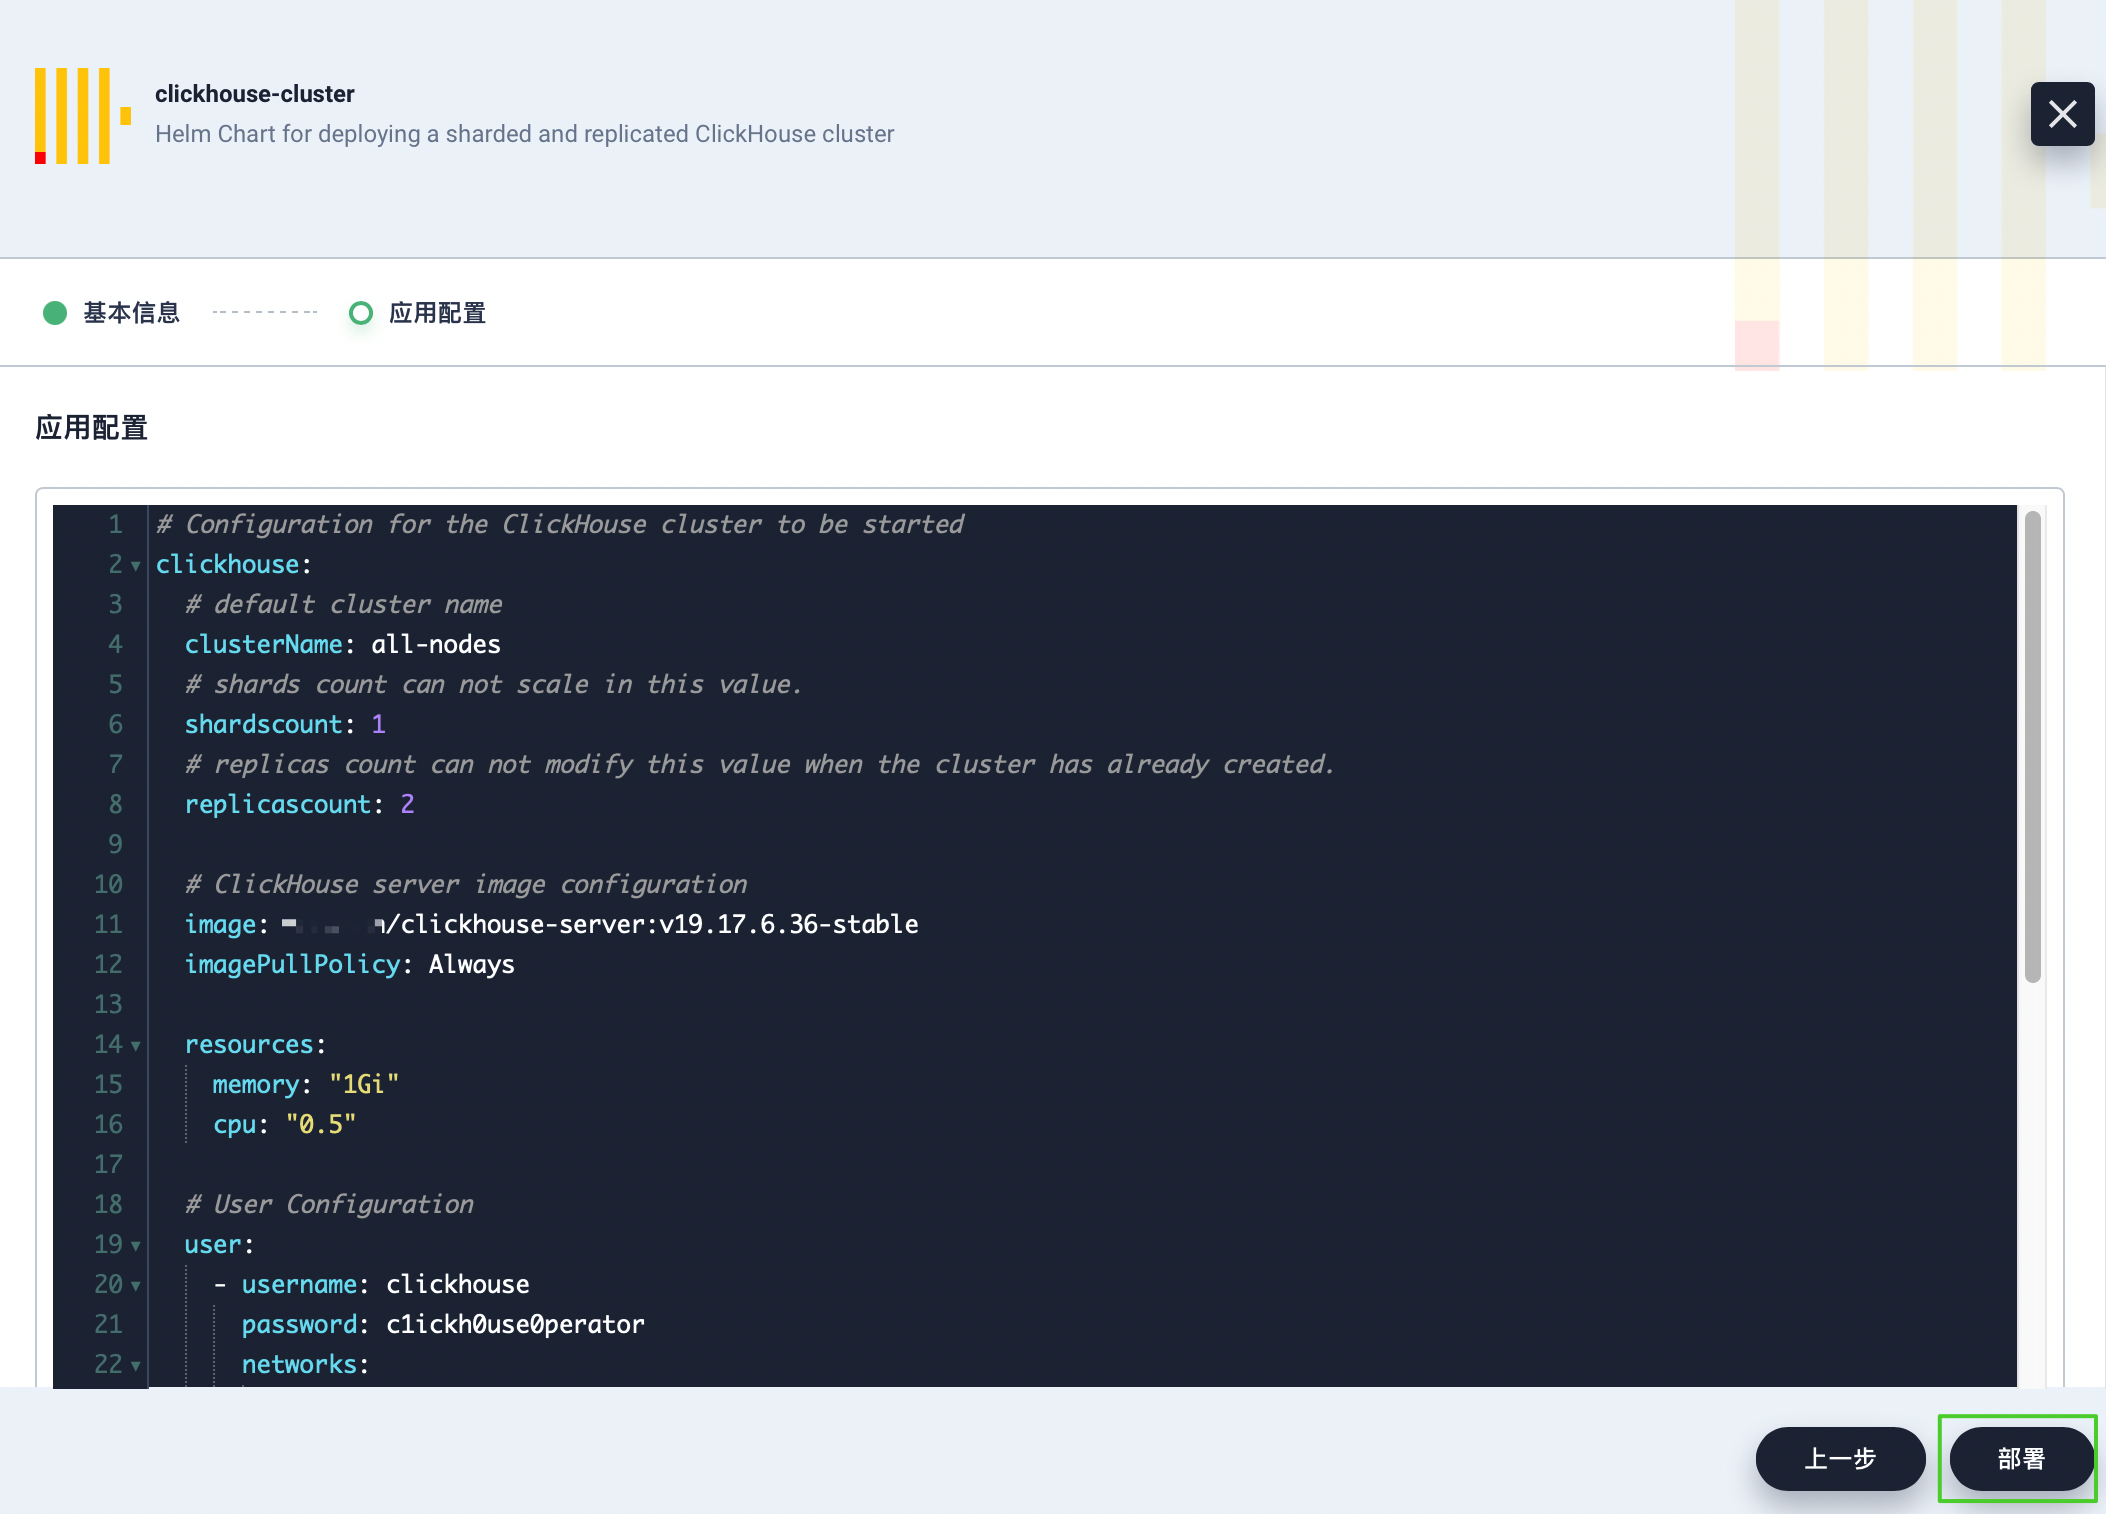 clickhouse-cluster
Helm Chart for deploying a sharded and replicated ClickHouse cluster
基本信息 应用配置
应用配置
1 # Configuration for the ClickHouse cluster to be started
2 clickhouse:
3 # default cluster name
4 clusterName: all-nodes
5 # shards count can not scale in this value.
6 shardscount: 1
7 # replicas count can not modify this value when the cluster has already created.
8 replicascount: 2
9
10 # ClickHouse server image configuration
11 image: /clickhouse-server:v19.17.6.36-stable
12 imagePullPolicy: Always
13
14 resources:
15 memory: "1Gi"
16 cpu: "0.5"
17
18 # User Configuration
19 user:
20 - username: clickhouse
21 password: c1ickh0use0perator
22 networks:
上一步 部署